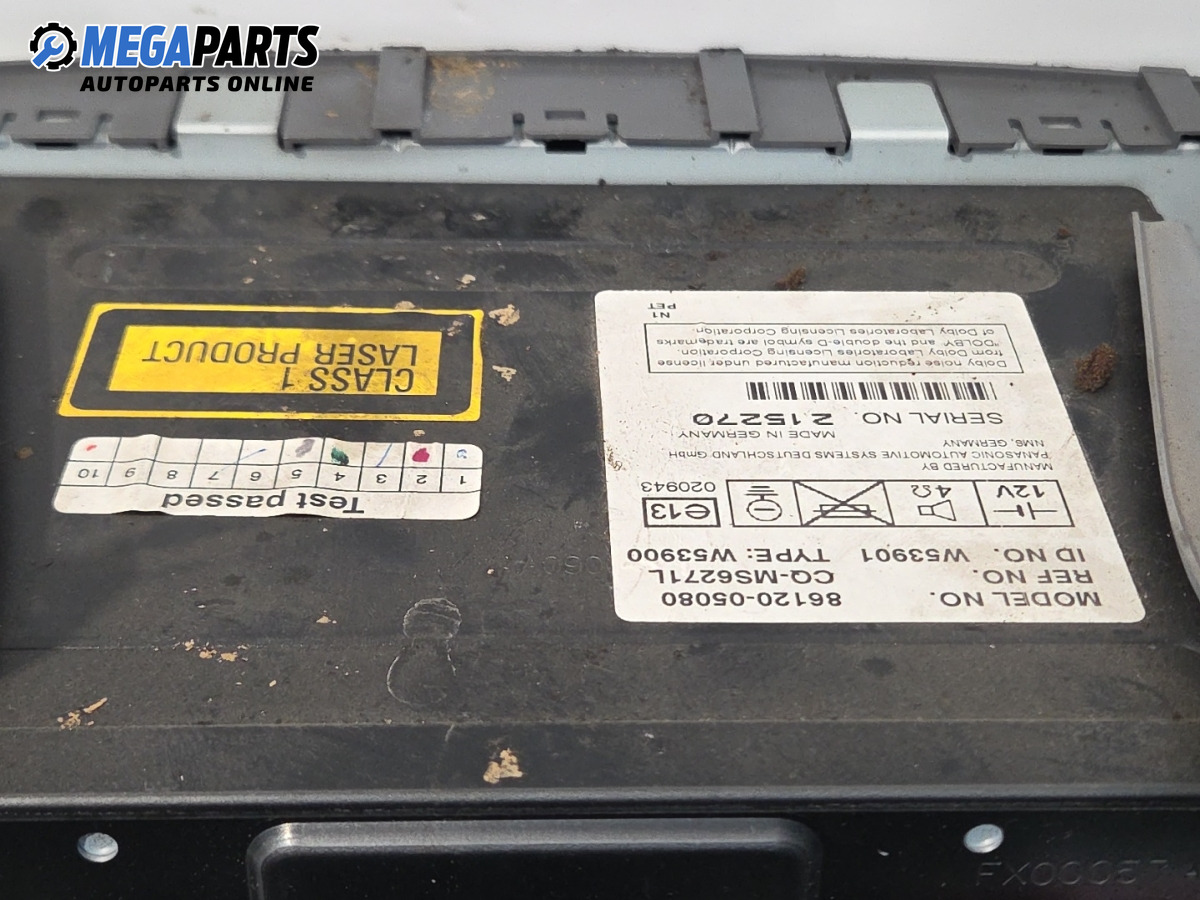 MEGAPARTS
AUTOPARTS ONLINE
CLASS 1
LASER PRODUCT
Test passed
1 2 3 4 5 6 7 8 9 10
MODEL NO. 86120-05080
REF NO. CQ-MS6271L
ID NO. W53901 TYPE: W53900
12V 4Ω e13
020943
MANUFACTURED BY
PANASONIC AUTOMOTIVE SYSTEMS DEUTSCHLAND GmbH
NMG, GERMANY MADE IN GERMANY
SERIAL NO. 215270
Dolby noise reduction manufactured under license
from Dolby Laboratories Licensing Corporation.
"DOLBY and the double-D symbol are trademarks
of Dolby Laboratories Licensing Corporation.
N1
PET